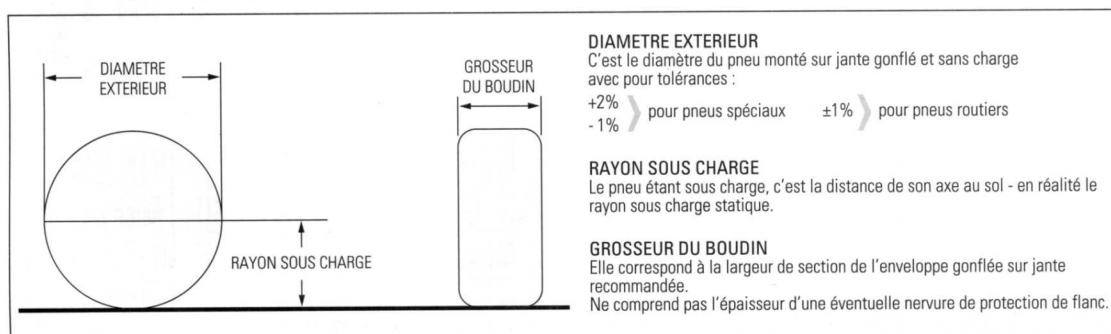 DIAMETRE
EXTERIEUR
GROSSEUR
DU BOUDIN
RAYON SOUS CHARGE
DIAMETRE EXTERIEUR
C'est le diamètre du pneu monté sur jante gonflé et sans charge
avec pour tolérances :
+2%
- 1%
pour pneus spéciaux
±1%
pour pneus routiers
RAYON SOUS CHARGE
Le pneu étant sous charge, c'est la distance de son axe au sol - en réalité le
rayon sous charge statique.
GROSSEUR DU BOUDIN
Elle correspond à la largeur de section de l'enveloppe gonflée sur jante
recommandée.
Ne comprend pas l'épaisseur d'une éventuelle nervure de protection de flanc.